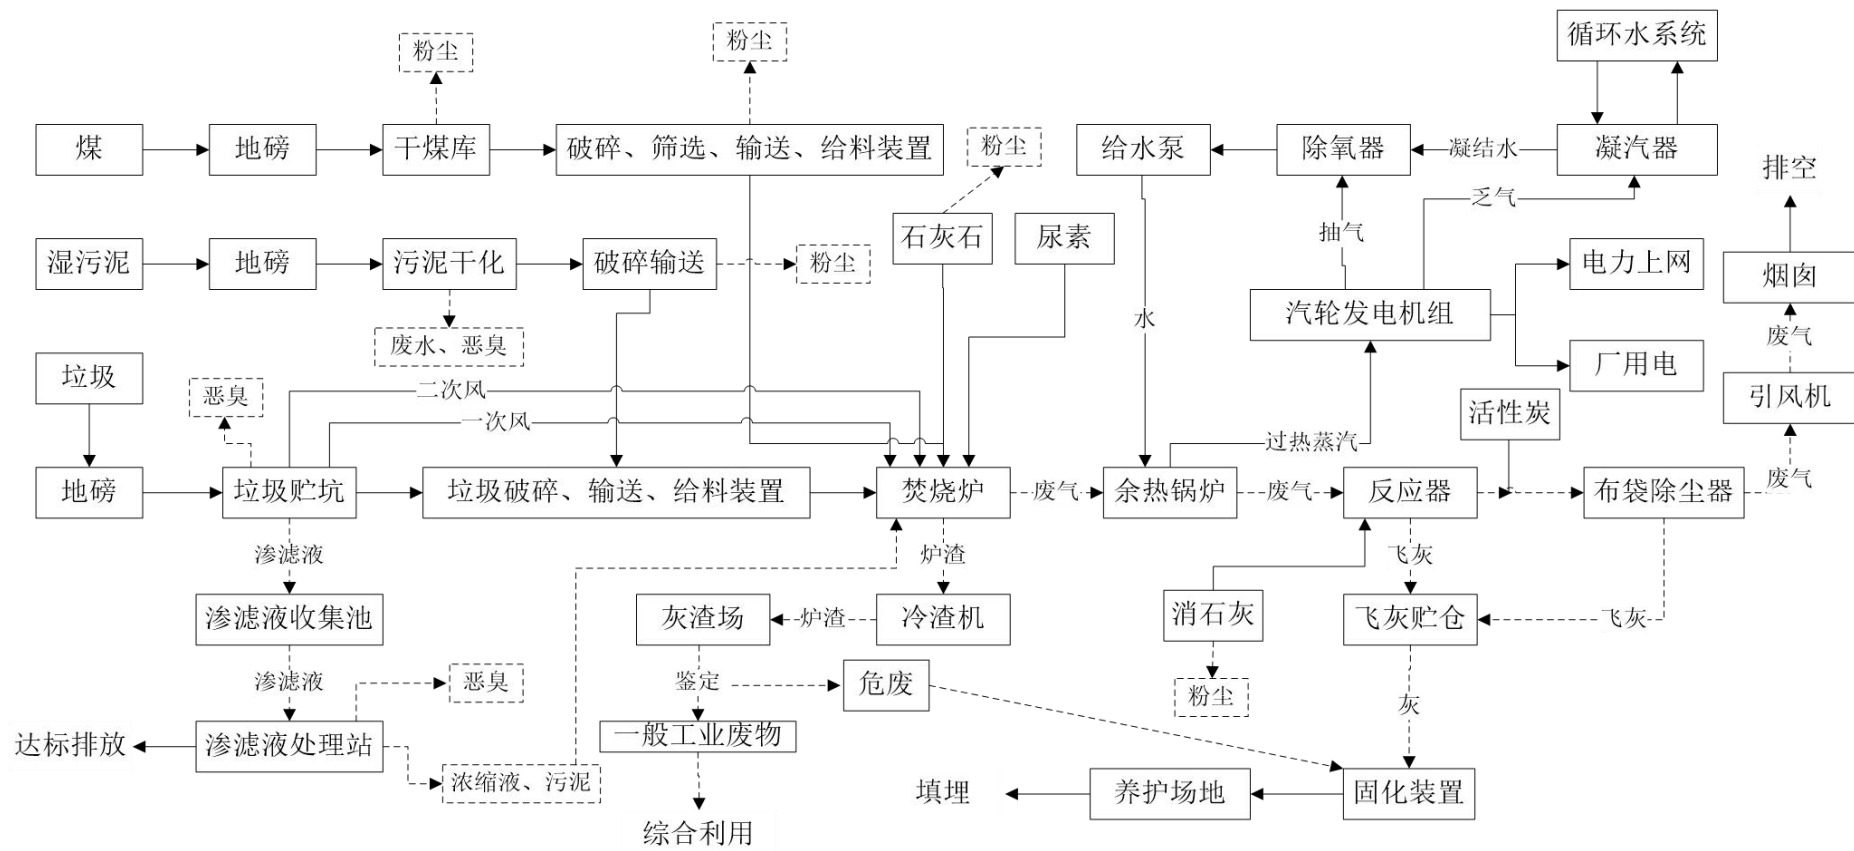 循环水系统
粉尘
粉尘
煤
地磅
干煤库
破碎、筛选、输送、给料装置
粉尘
给水泵
除氧器
凝结水
凝汽器
排空
乏气
石灰石
尿素
抽气
湿污泥
地磅
污泥干化
破碎输送
粉尘
电力上网
烟囱
水
汽轮发电机组
废水、恶臭
废气
厂用电
垃圾
恶臭
二次风
引风机
一次风
活性炭
过热蒸汽
地磅
垃圾贮坑
垃圾破碎、输送、给料装置
焚烧炉
废气
余热锅炉
废气
反应器
布袋除尘器
废气
渗滤液
炉渣
飞灰
渗滤液收集池
灰渣场
炉渣
冷渣机
消石灰
飞灰贮仓
飞灰
渗滤液
恶臭
鉴定
危废
粉尘
灰
达标排放
渗滤液处理站
一般工业废物
浓缩液、污泥
填埋
养护场地
固化装置
综合利用